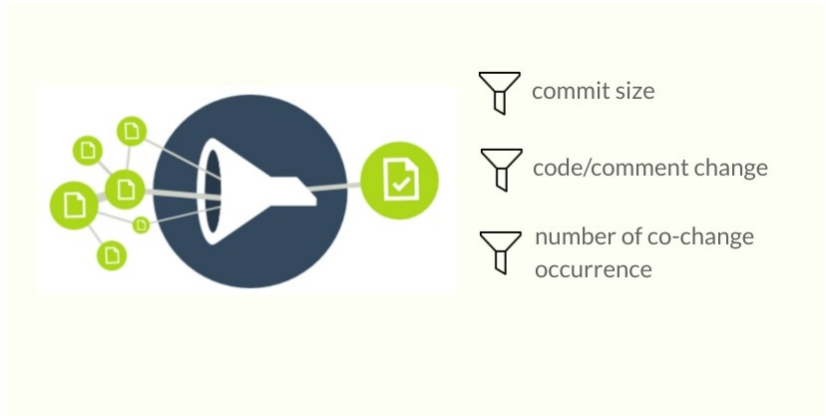 commit size
code/comment change
number of co-change
occurrence